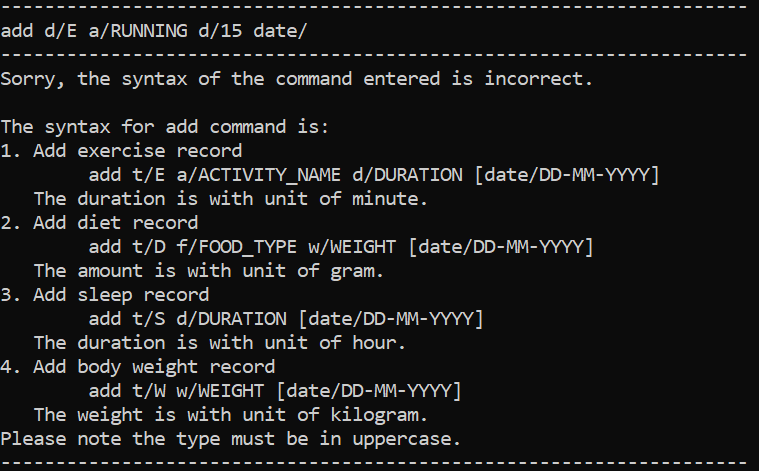 --------------------------------------------------------------------
add d/E a/RUNNING d/15 date/
--------------------------------------------------------------------
Sorry, the syntax of the command entered is incorrect.

The syntax for add command is:
1. Add exercise record
        add t/E a/ACTIVITY_NAME d/DURATION [date/DD-MM-YYYY]
   The duration is with unit of minute.
2. Add diet record
        add t/D f/FOOD_TYPE w/WEIGHT [date/DD-MM-YYYY]
   The amount is with unit of gram.
3. Add sleep record
        add t/S d/DURATION [date/DD-MM-YYYY]
   The duration is with unit of hour.
4. Add body weight record
        add t/W w/WEIGHT [date/DD-MM-YYYY]
   The weight is with unit of kilogram.
Please note the type must be in uppercase.
--------------------------------------------------------------------